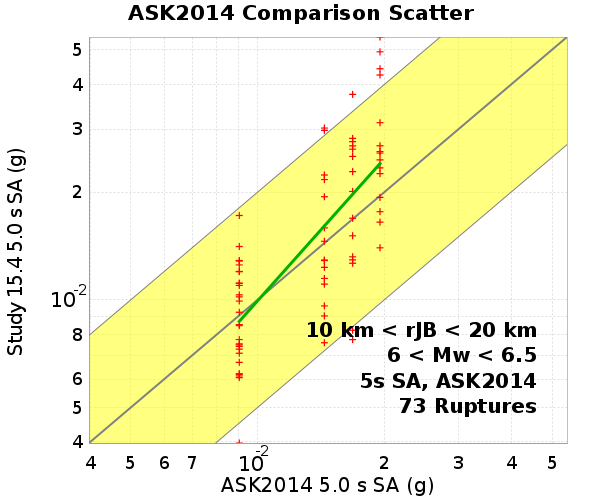 ASK2014 Comparison Scatter
5
4
3
2
10-2
8
6
5
4
Study 15.4 5.0 s SA (g)
10 km < rJB < 20 km
6 < Mw < 6.5
5s SA, ASK2014
73 Ruptures
4 5 6 7 10-2 2 3 4 5
ASK2014 5.0 s SA (g)